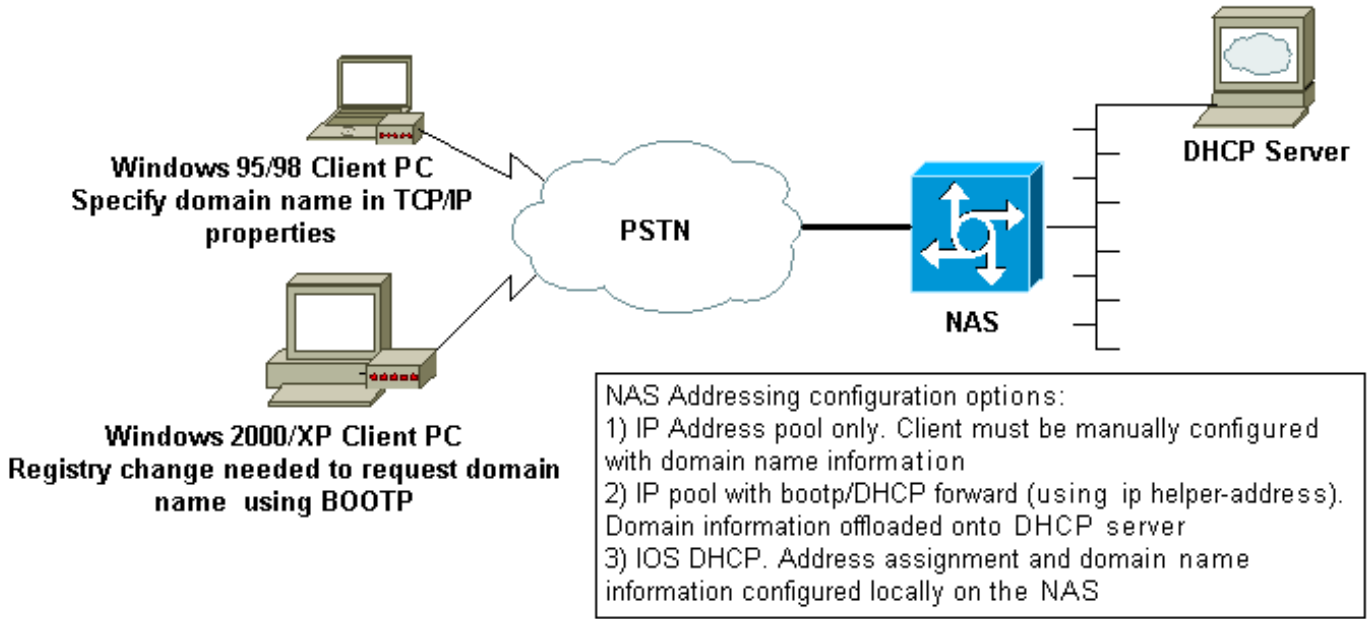 DHCP Server
Windows 95/98 Client PC
Specify domain name in TCP/IP
properties
PSTN
NAS
Windows 2000/XP Client PC
Registry change needed to request domain
name using BOOTP
NAS Addressing configuration options:
1) IP Address pool only. Client must be manually configured
with domain name information
2) IP pool with bootp/DHCP forward (using ip helper-address).
Domain information offloaded onto DHCP server
3) IOS DHCP. Address assignment and domain name
information configured locally on the NAS